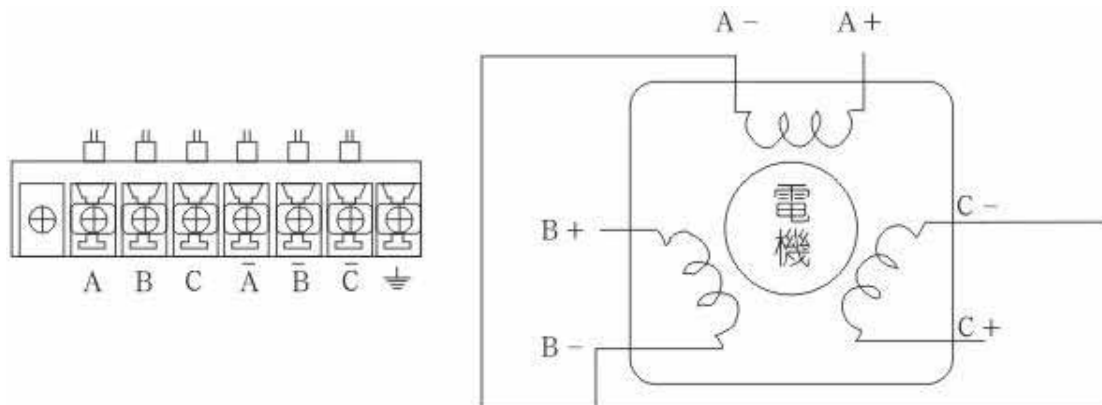 A − A +
電
機
B +
C −
C +
B −
A B C A̅ B̅ C̅